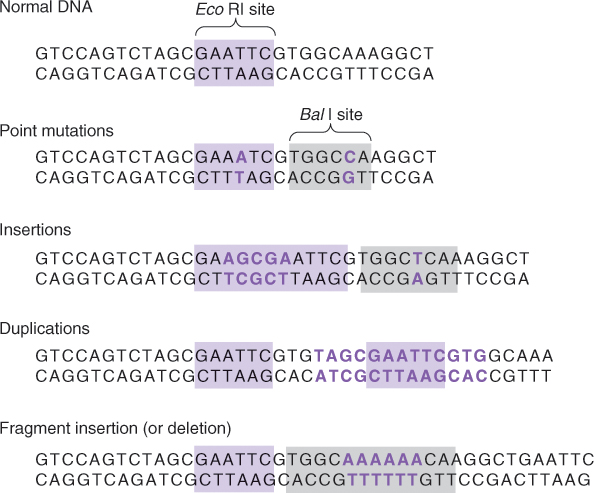 Normal DNA
Eco RI site
GTCCAGTCTAGCGAATTCGTGGCAAAGGCT
CAGGTCAGATCGCTTAAGCACCGTTTCCGA
Bal I site
Point mutations
GTCCAGTCTAGCGAAATCGTGGCCAAGGCT
CAGGTCAGATCGCTTTAGCACCGGTTCCGA
Insertions
GTCCAGTCTAGCGAAGCGAATTCGTGGCTCAAAGGCT
CAGGTCAGATCGCTTCGCTTAAGCACCGAGTTTCCGA
Duplications
GTCCAGTCTAGCGAATTCGTGTAGCGAATTCGTGGCAAA
CAGGTCAGATCGCTTAAGCACATCGCTTAAGCACCGTTT
Fragment insertion (or deletion)
GTCCAGTCTAGCGAATTCGTGGCAAAAAACAAGGCTGAATTC
CAGGTCAGATCGCTTAAGCACCGTTTTTTGTTCCGACTTAAG